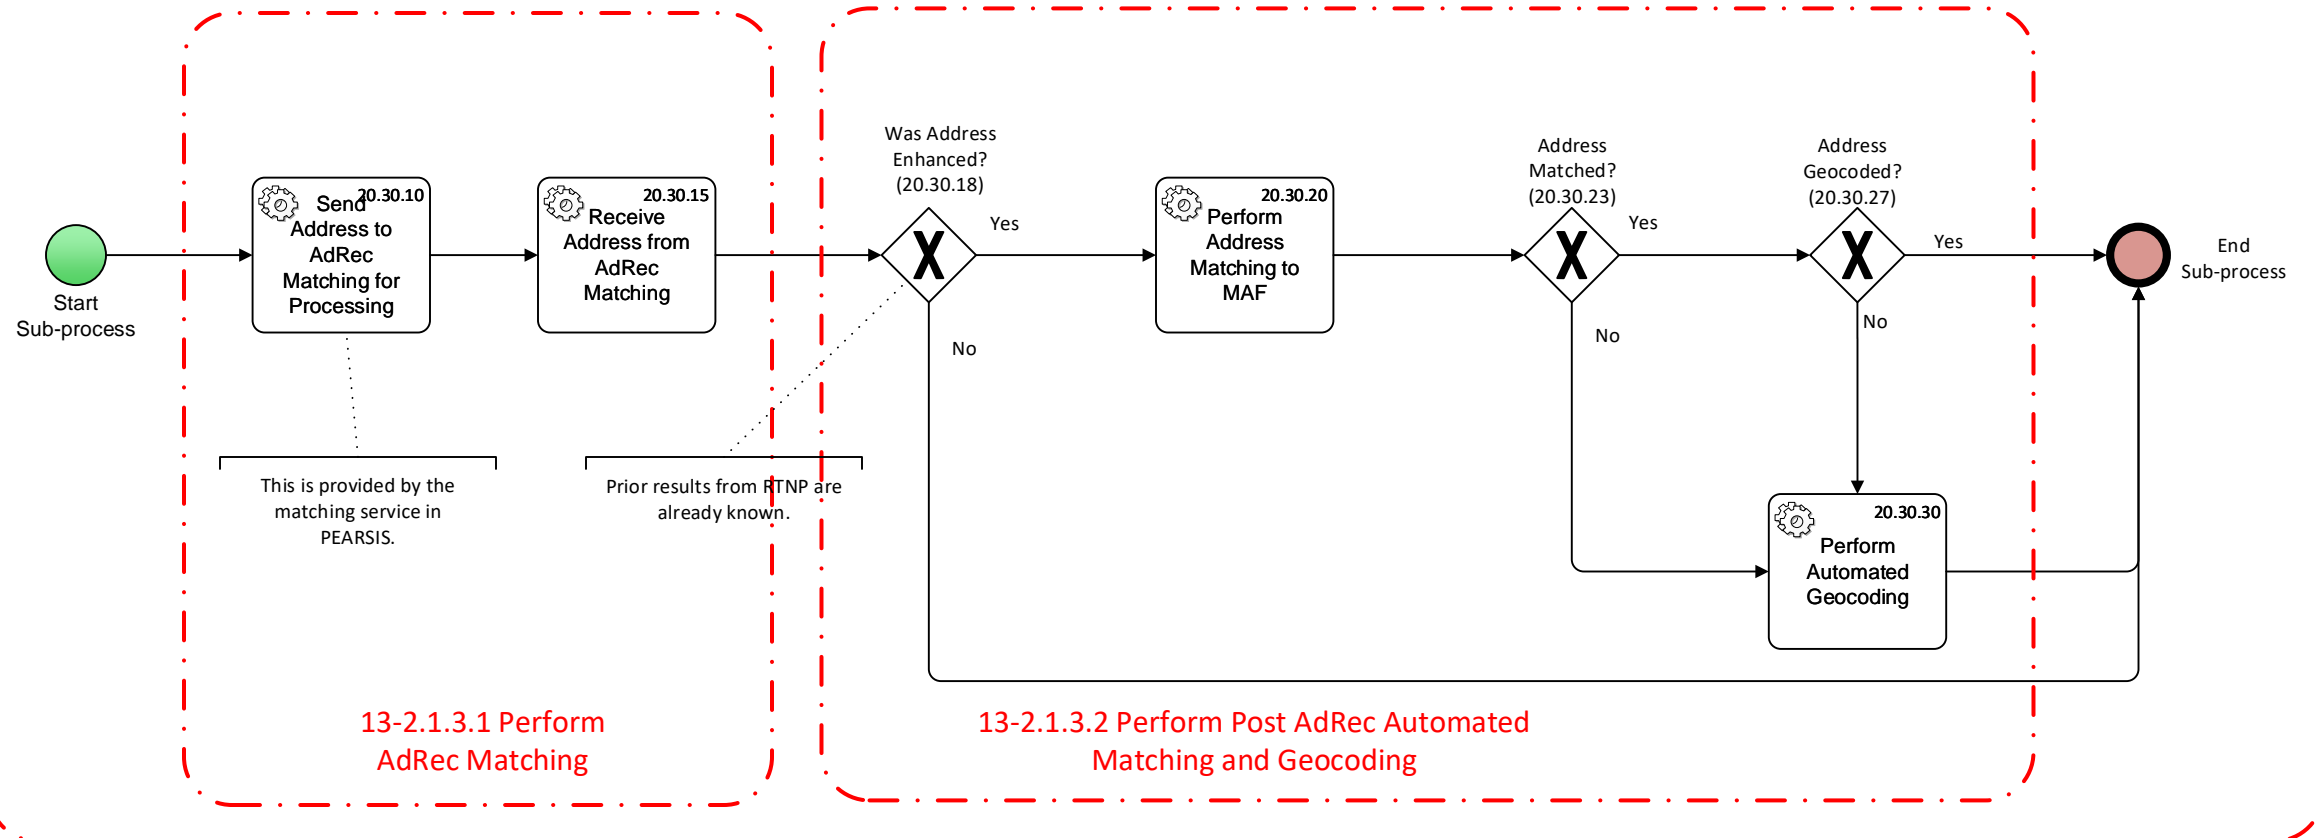 Start
Sub-process
20.30.10
Send
Address to
AdRec
Matching for
Processing
This is provided by the
matching service in
PEARSIS.
20.30.15
Receive
Address from
AdRec
Matching
13-2.1.3.1 Perform
AdRec Matching
Was Address
Enhanced?
(20.30.18)
Yes
No
Prior results from RTNP are
already known.
20.30.20
Perform
Address
Matching to
MAF
Address
Matched?
(20.30.23)
Yes
No
Address
Geocoded?
(20.30.27)
Yes
No
20.30.30
Perform
Automated
Geocoding
13-2.1.3.2 Perform Post AdRec Automated
Matching and Geocoding
End
Sub-process